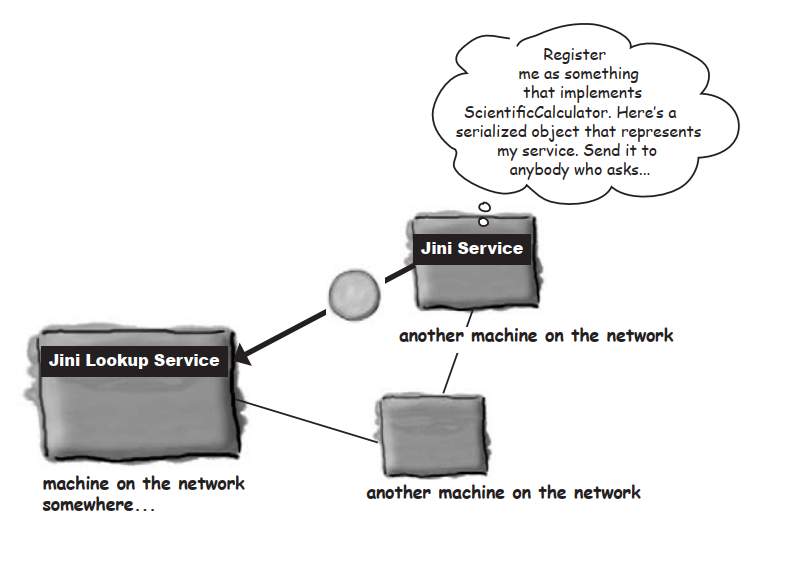 Register
me as something
that implements
ScientificCalculator. Here's a
serialized object that represents
my service. Send it to
anybody who asks...
Jini Service
another machine on the network
Jini Lookup Service
machine on the network
somewhere...
another machine on the network